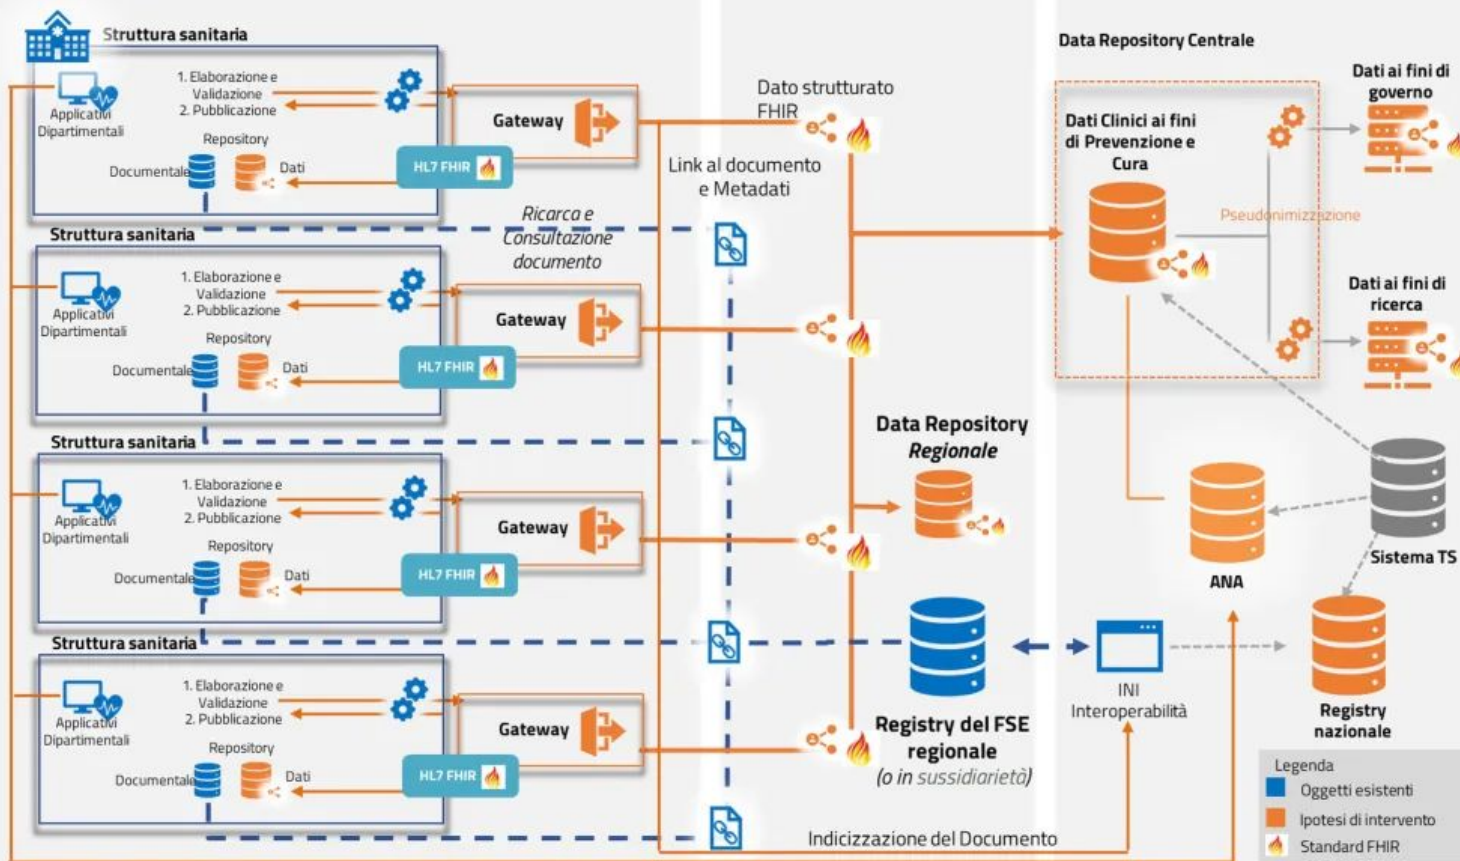 Struttura sanitaria
Applicativi
Dipartimentali
1. Elaborazione e
Validazione
2. Pubblicazione
Repository
Documentale
Dati
HL7 FHIR
Gateway
Struttura sanitaria
Applicativi
Dipartimentali
1. Elaborazione e
Validazione
2. Pubblicazione
Repository
Documentale
Dati
HL7 FHIR
Gateway
Struttura sanitaria
Applicativi
Dipartimentali
1. Elaborazione e
Validazione
2. Pubblicazione
Repository
Documentale
Dati
HL7 FHIR
Gateway
Struttura sanitaria
Applicativi
Dipartimentali
1. Elaborazione e
Validazione
2. Pubblicazione
Repository
Documentale
Dati
HL7 FHIR
Gateway
Ricarca e
Consultazione
documento
Dato strutturato
FHIR
Link al documento
e Metadati
Data Repository
Regionale
Registry del FSE
regionale
(o in sussidiarietà)
Indicizzazione del Documento
Data Repository Centrale
Dati Clinici ai fini
di Prevenzione e
Cura
Pseudonimizzazione
Dati ai fini di
governo
Dati ai fini di
ricerca
Sistema TS
ANA
INI
Interoperabilità
Registry
nazionale
Legenda
Oggetti esistenti
Ipotesi di intervento
Standard FHIR